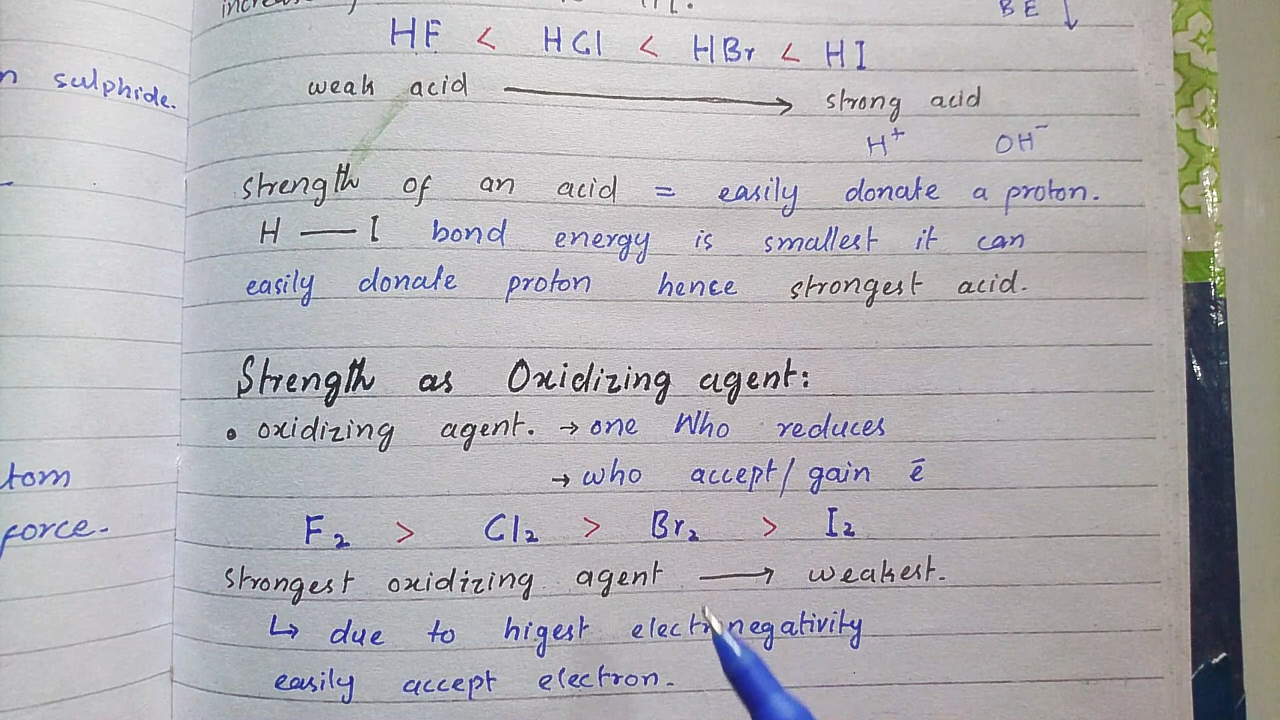 n sulphide.
tom
force-
BE ↓
HF < HCl < HBr < HI
weak acid ⟶ strong acid
H⁺ OH⁻
strength of an acid = easily donate a proton.
H — I bond energy is smallest it can
easily donate proton hence strongest acid.
Strength as Oxidizing agent:
• oxidizing agent. → one Who reduces
→ who accept/gain ē
F₂ > Cl₂ > Br₂ > I₂
strongest oxidizing agent ⟶ weakest.
↳ due to higest electronegativity
easily accept electron.